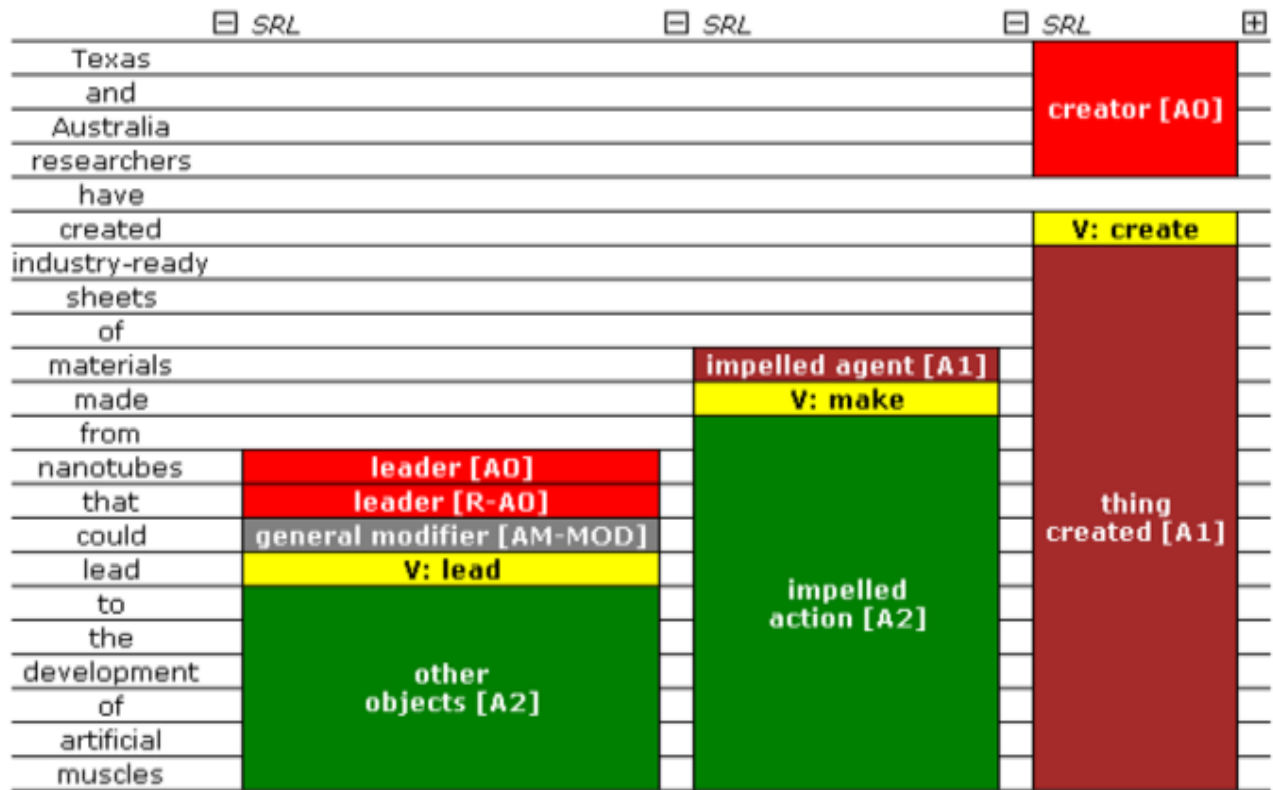 SRL SRL SRL
Texas
and
creator [A0]
Australia
researchers
have
created V: create
industry-ready
sheets
of
materials impelled agent [A1]
made V: make
from
nanotubes leader [A0]
that leader [R-A0] thing
could general modifier [AM-MOD] created [A1]
lead V: lead
to impelled
the action [A2]
development other
of objects [A2]
artificial
muscles